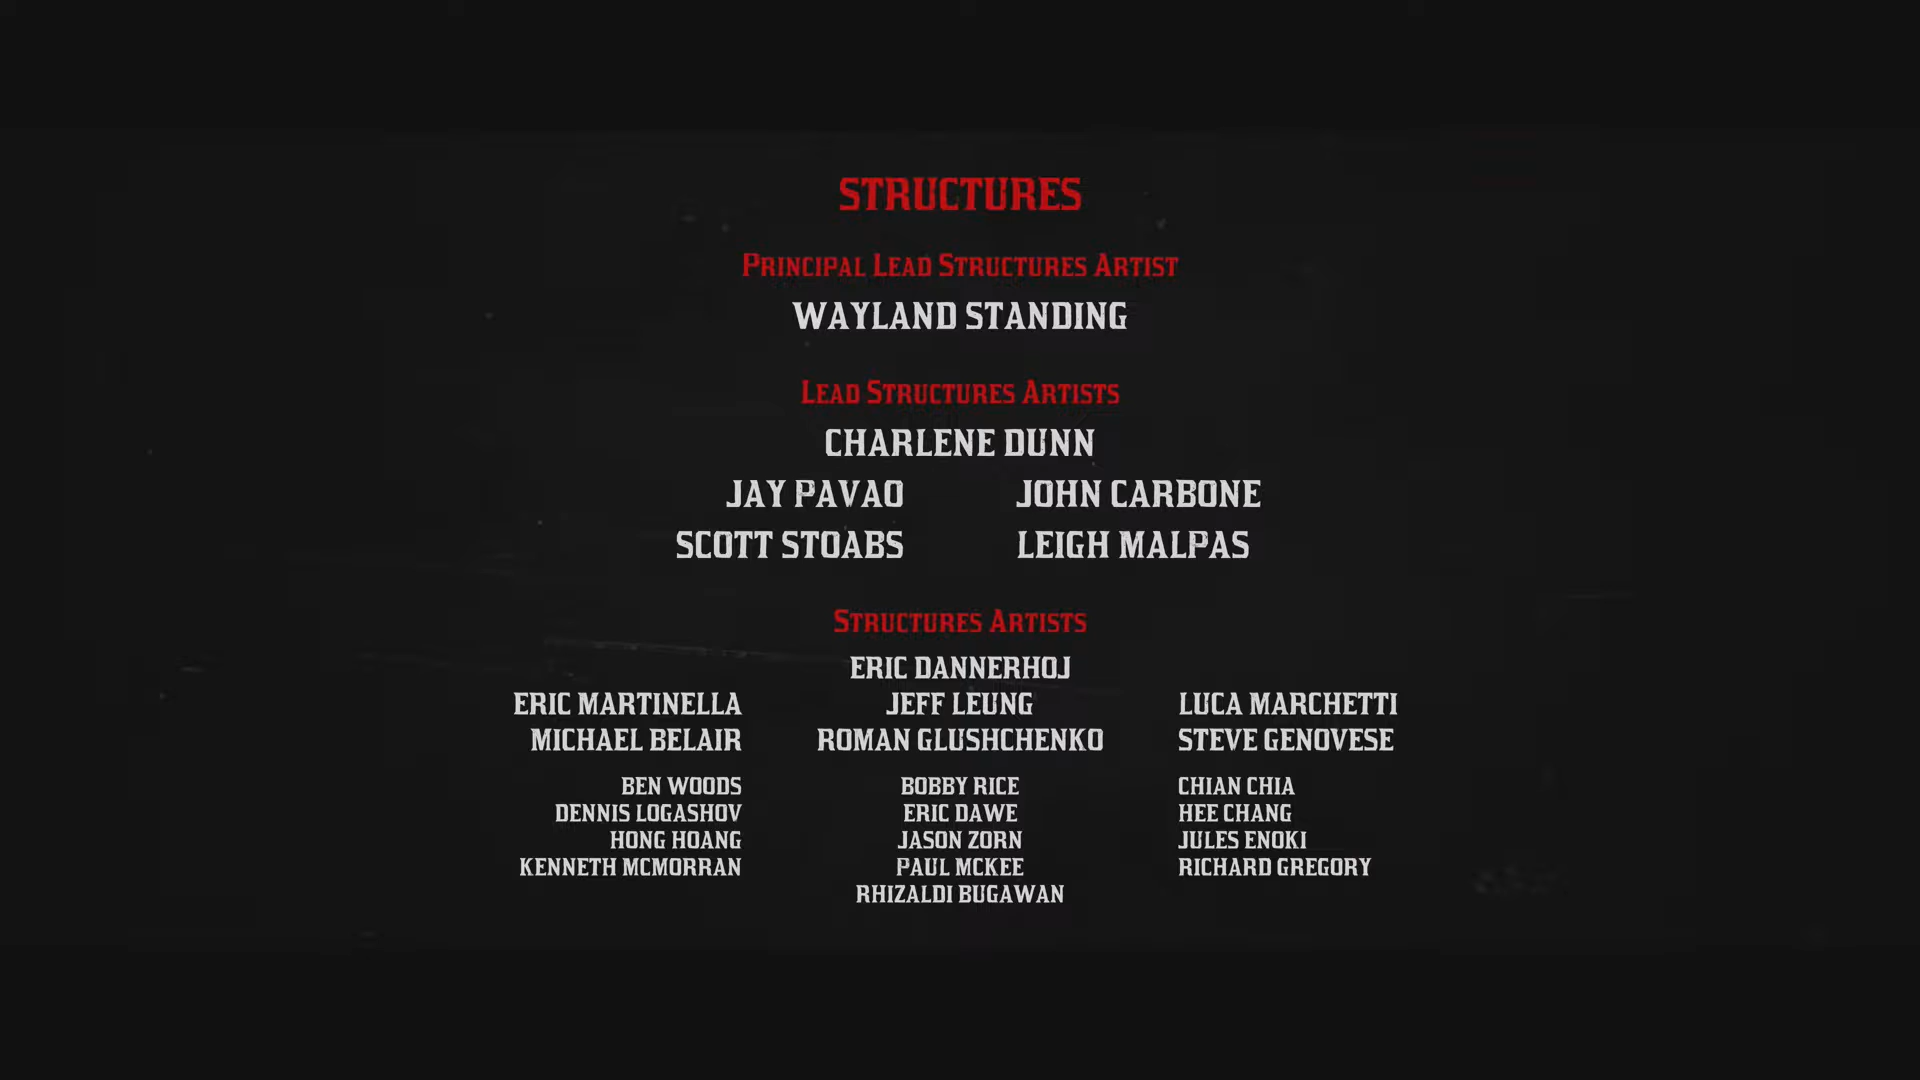 STRUCTURES
PRINCIPAL LEAD STRUCTURES ARTIST
WAYLAND STANDING
LEAD STRUCTURES ARTISTS
CHARLENE DUNN
JAY PAVAO JOHN CARBONE
SCOTT STOABS LEIGH MALPAS
STRUCTURES ARTISTS
ERIC DANNERHOJ
ERIC MARTINELLA JEFF LEUNG LUCA MARCHETTI
MICHAEL BELAIR ROMAN GLUSHCHENKO STEVE GENOVESE
BEN WOODS BOBBY RICE CHIAN CHIA
DENNIS LOGASHOV ERIC DAWE HEE CHANG
HONG HOANG JASON ZORN JULES ENOKI
KENNETH MCMORRAN PAUL MCKEE RICHARD GREGORY
RHIZALDI BUGAWAN